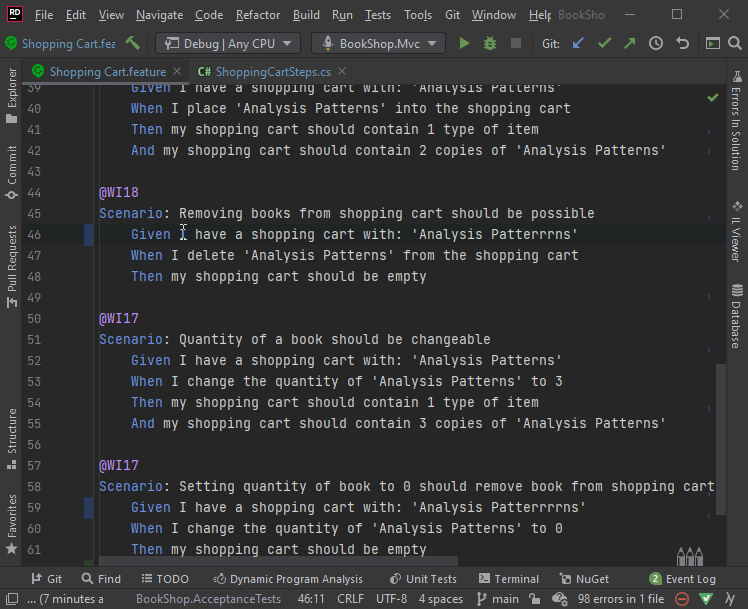 RD File Edit View Navigate Code Refactor Build Run Tests Tools Git Window Help BookSho
Shopping Cart.fea Debug | Any CPU BookShop.Mvc Git:
Shopping Cart.feature C# ShoppingCartSteps.cs
39 Given I have a shopping cart with: 'Analysis Patterns'
40 When I place 'Analysis Patterns' into the shopping cart
41 Then my shopping cart should contain 1 type of item
42 And my shopping cart should contain 2 copies of 'Analysis Patterns'
43
44 @WI18
45 Scenario: Removing books from shopping cart should be possible
46 Given I have a shopping cart with: 'Analysis Patterrrns'
47 When I delete 'Analysis Patterns' from the shopping cart
48 Then my shopping cart should be empty
49
50 @WI17
51 Scenario: Quantity of a book should be changeable
52 Given I have a shopping cart with: 'Analysis Patterns'
53 When I change the quantity of 'Analysis Patterns' to 3
54 Then my shopping cart should contain 1 type of item
55 And my shopping cart should contain 3 copies of 'Analysis Patterns'
56
57 @WI17
58 Scenario: Setting quantity of book to 0 should remove book from shopping cart
59 Given I have a shopping cart with: 'Analysis Patterrrrns'
60 When I change the quantity of 'Analysis Patterns' to 0
61 Then my shopping cart should be empty
Explorer
Commit
Pull Requests
Structure
Favorites
Errors In Solution
IL Viewer
Database
Git Find TODO Dynamic Program Analysis Unit Tests Terminal NuGet 2 Event Log
... (7 minutes a BookShop.AcceptanceTests 46:11 CRLF UTF-8 4 spaces main 98 errors in 1 file